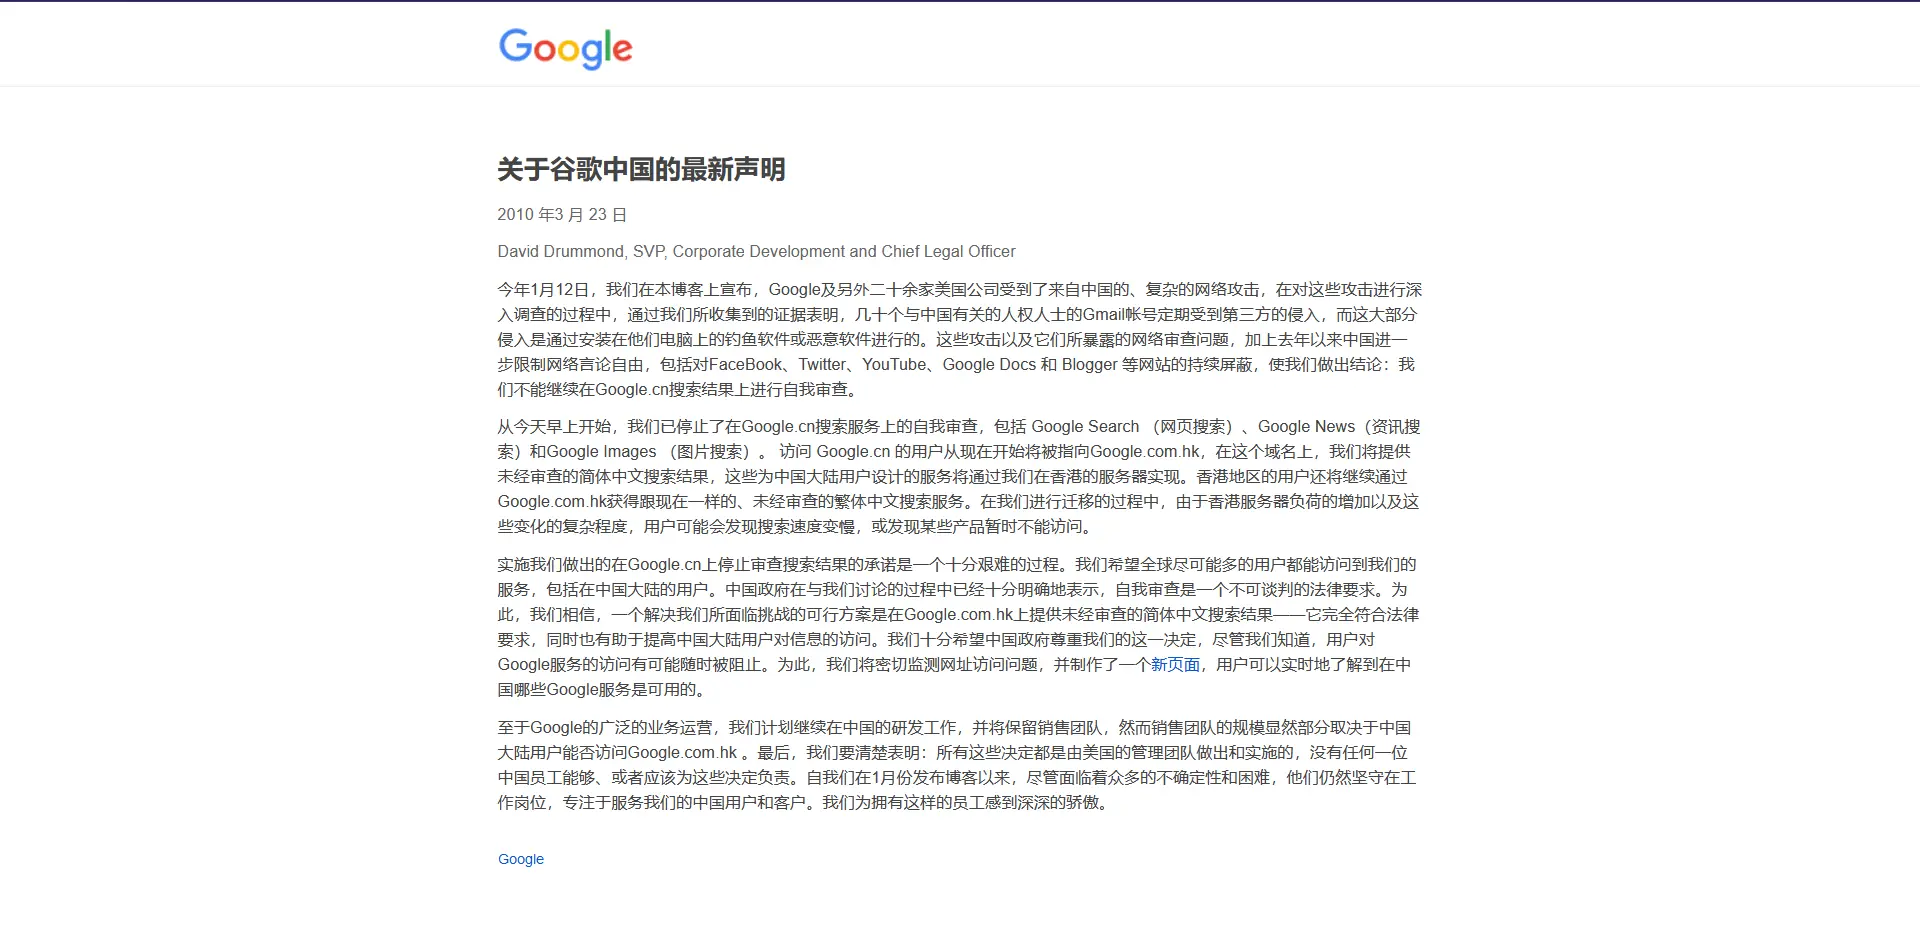 Google
关于谷歌中国的最新声明
2010 年3 月 23 日
David Drummond, SVP, Corporate Development and Chief Legal Officer
今年1月12日，我们在本博客上宣布，Google及另外二十余家美国公司受到了来自中国的、复杂的网络攻击，在对这些攻击进行深
入调查的过程中，通过我们所收集到的证据表明，几十个与中国有关的人权人士的Gmail帐号定期受到第三方的侵入，而这大部分
侵入是通过安装在他们电脑上的钓鱼软件或恶意软件进行的。这些攻击以及它们所暴露的网络审查问题，加上去年以来中国进一
步限制网络言论自由，包括对FaceBook、Twitter、YouTube、Google Docs 和 Blogger 等网站的持续屏蔽，使我们做出结论：我
们不能继续在Google.cn搜索结果上进行自我审查。
从今天早上开始，我们已停止了在Google.cn搜索服务上的自我审查，包括 Google Search （网页搜索）、Google News（资讯搜
索）和Google Images （图片搜索）。 访问 Google.cn 的用户从现在开始将被指向Google.com.hk，在这个域名上，我们将提供
未经审查的简体中文搜索结果，这些为中国大陆用户设计的服务将通过我们在香港的服务器实现。香港地区的用户还将继续通过
Google.com.hk获得跟现在一样的、未经审查的繁体中文搜索服务。在我们进行迁移的过程中，由于香港服务器负荷的增加以及这
些变化的复杂程度，用户可能会发现搜索速度变慢，或发现某些产品暂时不能访问。
实施我们做出的在Google.cn上停止审查搜索结果的承诺是一个十分艰难的过程。我们希望全球尽可能多的用户都能访问到我们的
服务，包括在中国大陆的用户。中国政府在与我们讨论的过程中已经十分明确地表示，自我审查是一个不可谈判的法律要求。为
此，我们相信，一个解决我们所面临挑战的可行方案是在Google.com.hk上提供未经审查的简体中文搜索结果——它完全符合法律
要求，同时也有助于提高中国大陆用户对信息的访问。我们十分希望中国政府尊重我们的这一决定，尽管我们知道，用户对
Google服务的访问有可能随时被阻止。为此，我们将密切监测网址访问问题，并制作了一个新页面，用户可以实时地了解到在中
国哪些Google服务是可用的。
至于Google的广泛的业务运营，我们计划继续在中国的研发工作，并将保留销售团队，然而销售团队的规模显然部分取决于中国
大陆用户能否访问Google.com.hk 。最后，我们要清楚表明：所有这些决定都是由美国的管理团队做出和实施的，没有任何一位
中国员工能够、或者应该为这些决定负责。自我们在1月份发布博客以来，尽管面临着众多的不确定性和困难，他们仍然坚守在工
作岗位，专注于服务我们的中国用户和客户。我们为拥有这样的员工感到深深的骄傲。
Google